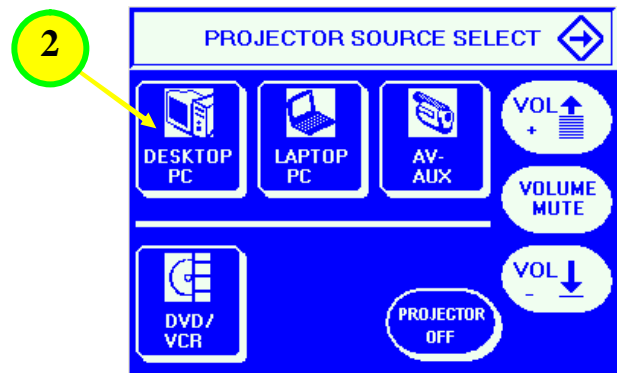 2
PROJECTOR SOURCE SELECT
DESKTOP
PC
LAPTOP
PC
AV-
AUX
VOL
+
VOLUME
MUTE
VOL
-
DVD/
VCR
PROJECTOR
OFF